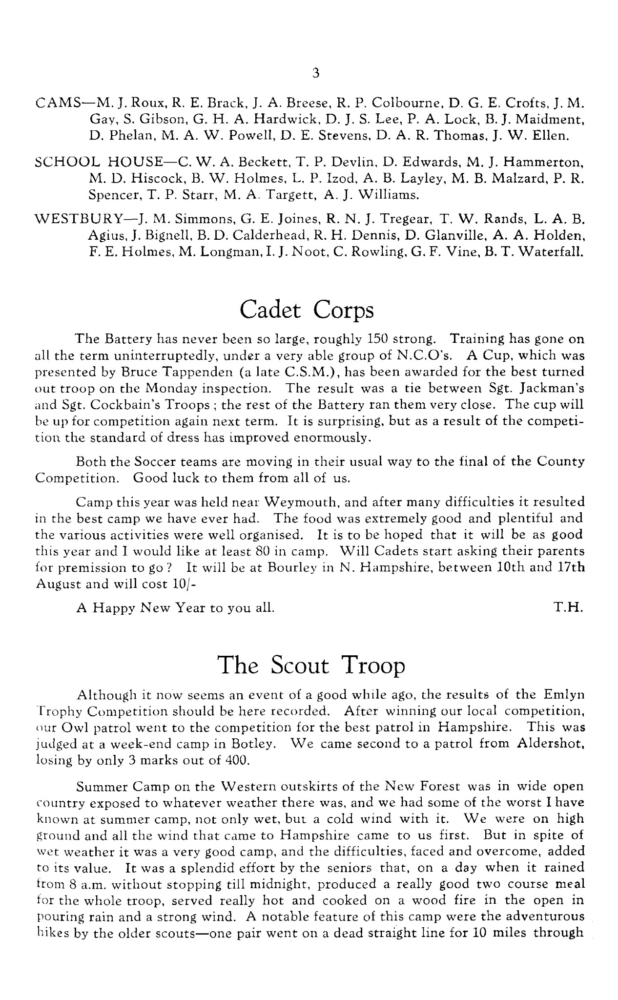 3
CAMS—M. J. Roux, R. E. Brack, J. A. Breese, R. P. Colbourne, D. G. E. Crofts, J. M.
Gay, S. Gibson, G. H. A. Hardwick, D. J. S. Lee, P. A. Lock, B. J. Maidment,
D. Phelan, M. A. W. Powell, D. E. Stevens, D. A. R. Thomas, J. W. Ellen.
SCHOOL HOUSE—C. W. A. Beckett, T. P. Devlin, D. Edwards, M. J. Hammerton,
M. D. Hiscock, B. W. Holmes, L. P. Izod, A. B. Layley, M. B. Malzard, P. R.
Spencer, T. P. Starr, M. A. Targett, A. J. Williams.
WESTBURY—J. M. Simmons, G. E. Joines, R. N. J. Tregear, T. W. Rands, L. A. B.
Agius, J. Bignell, B. D. Calderhead, R. H. Dennis, D. Glanville, A. A. Holden,
F. E. Holmes, M. Longman, I. J. Noot, C. Rowling, G. F. Vine, B. T. Waterfall.
Cadet Corps
The Battery has never been so large, roughly 150 strong. Training has gone on
all the term uninterruptedly, under a very able group of N.C.O's. A Cup, which was
presented by Bruce Tappenden (a late C.S.M.), has been awarded for the best turned
out troop on the Monday inspection. The result was a tie between Sgt. Jackman's
and Sgt. Cockbain's Troops ; the rest of the Battery ran them very close. The cup will
be up for competition again next term. It is surprising, but as a result of the competi-
tion the standard of dress has improved enormously.
Both the Soccer teams are moving in their usual way to the final of the County
Competition. Good luck to them from all of us.
Camp this year was held near Weymouth, and after many difficulties it resulted
in the best camp we have ever had. The food was extremely good and plentiful and
the various activities were well organised. It is to be hoped that it will be as good
this year and I would like at least 80 in camp. Will Cadets start asking their parents
for premission to go ? It will be at Bourley in N. Hampshire, between 10th and 17th
August and will cost 10/-
A Happy New Year to you all. T.H.
The Scout Troop
Although it now seems an event of a good while ago, the results of the Emlyn
Trophy Competition should be here recorded. After winning our local competition,
our Owl patrol went to the competition for the best patrol in Hampshire. This was
judged at a week-end camp in Botley. We came second to a patrol from Aldershot,
losing by only 3 marks out of 400.
Summer Camp on the Western outskirts of the New Forest was in wide open
country exposed to whatever weather there was, and we had some of the worst I have
known at summer camp, not only wet, but a cold wind with it. We were on high
ground and all the wind that came to Hampshire came to us first. But in spite of
wet weather it was a very good camp, and the difficulties, faced and overcome, added
to its value. It was a splendid effort by the seniors that, on a day when it rained
from 8 a.m. without stopping till midnight, produced a really good two course meal
for the whole troop, served really hot and cooked on a wood fire in the open in
pouring rain and a strong wind. A notable feature of this camp were the adventurous
hikes by the older scouts—one pair went on a dead straight line for 10 miles through